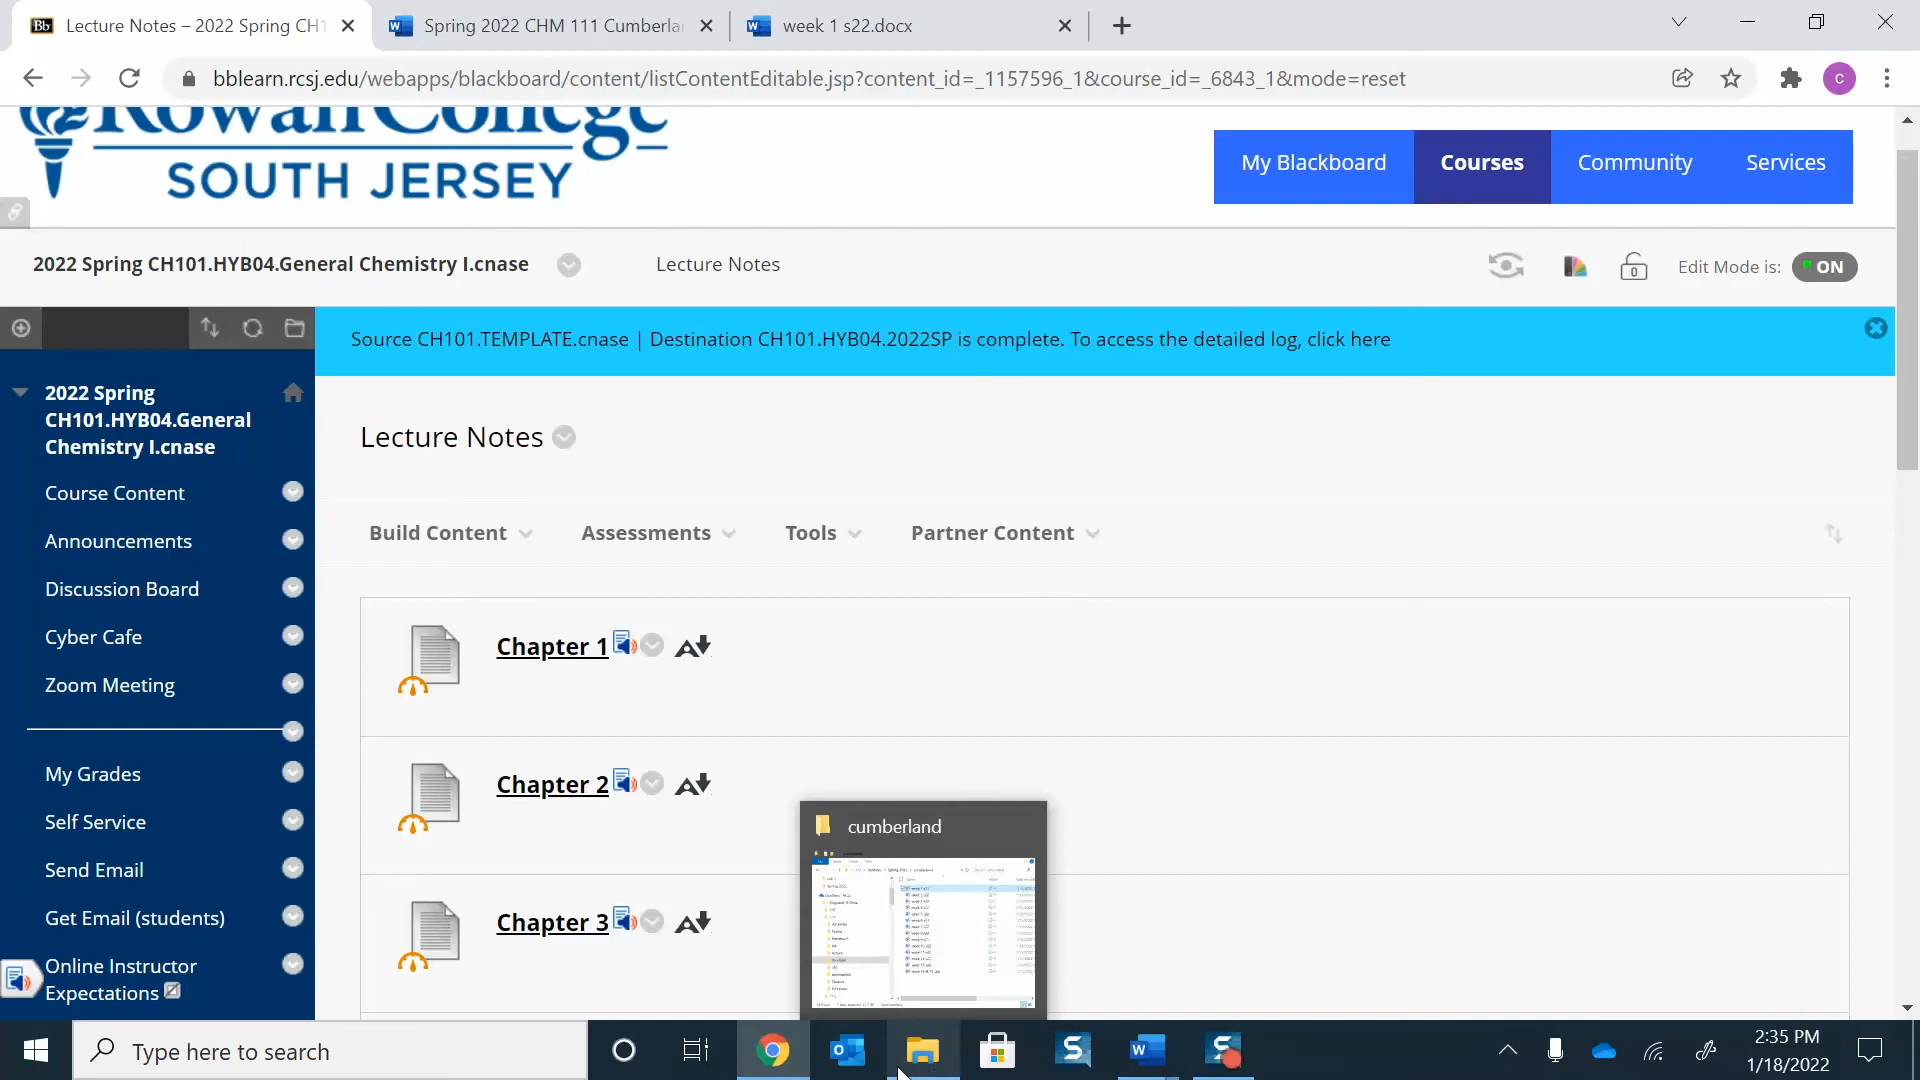 Lecture Notes – 2022 Spring CH1
Spring 2022 CHM 111 Cumberla
week 1 s22.docx
bblearn.rcsj.edu/webapps/blackboard/content/listContentEditable.jsp?content_id=_1157596_1&course_id=_6843_1&mode=reset
Rowan College
SOUTH JERSEY
My Blackboard
Courses
Community
Services
2022 Spring CH101.HYB04.General Chemistry I.cnase
Lecture Notes
Edit Mode is:
ON
Source CH101.TEMPLATE.cnase | Destination CH101.HYB04.2022SP is complete. To access the detailed log, click here
2022 Spring
CH101.HYB04.General
Chemistry I.cnase
Course Content
Announcements
Discussion Board
Cyber Cafe
Zoom Meeting
My Grades
Self Service
Send Email
Get Email (students)
Online Instructor
Expectations
Lecture Notes
Build Content
Assessments
Tools
Partner Content
Chapter 1
Chapter 2
Chapter 3
cumberland
Type here to search
2:35 PM
1/18/2022